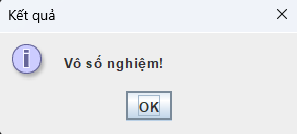 Kết quả
Vô số nghiệm!
OK